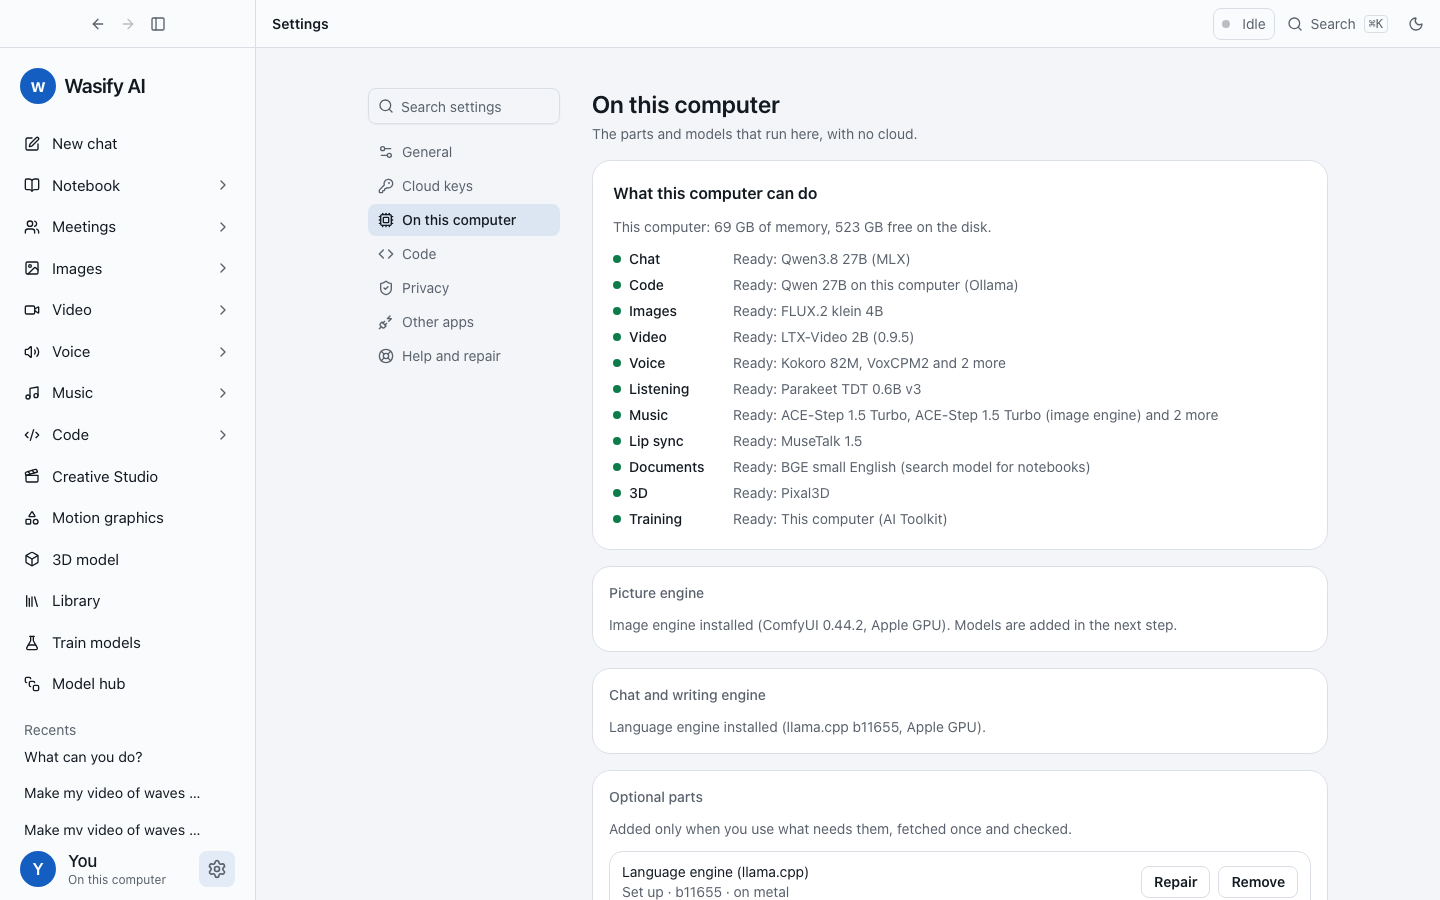 Settings
Idle
Search
⌘K
W
Wasify AI
New chat
Notebook
Meetings
Images
Video
Voice
Music
Code
Creative Studio
Motion graphics
3D model
Library
Train models
Model hub
Recents
What can you do?
Make my video of waves ...
Make my video of waves ...
Y
You
On this computer
Search settings
General
Cloud keys
On this computer
Code
Privacy
Other apps
Help and repair
On this computer
The parts and models that run here, with no cloud.
What this computer can do
This computer: 69 GB of memory, 523 GB free on the disk.
Chat Ready: Qwen3.8 27B (MLX)
Code Ready: Qwen 27B on this computer (Ollama)
Images Ready: FLUX.2 klein 4B
Video Ready: LTX-Video 2B (0.9.5)
Voice Ready: Kokoro 82M, VoxCPM2 and 2 more
Listening Ready: Parakeet TDT 0.6B v3
Music Ready: ACE-Step 1.5 Turbo, ACE-Step 1.5 Turbo (image engine) and 2 more
Lip sync Ready: MuseTalk 1.5
Documents Ready: BGE small English (search model for notebooks)
3D Ready: Pixal3D
Training Ready: This computer (AI Toolkit)
Picture engine
Image engine installed (ComfyUI 0.44.2, Apple GPU). Models are added in the next step.
Chat and writing engine
Language engine installed (llama.cpp b11655, Apple GPU).
Optional parts
Added only when you use what needs them, fetched once and checked.
Language engine (llama.cpp)
Set up · b11655 · on metal
Repair
Remove